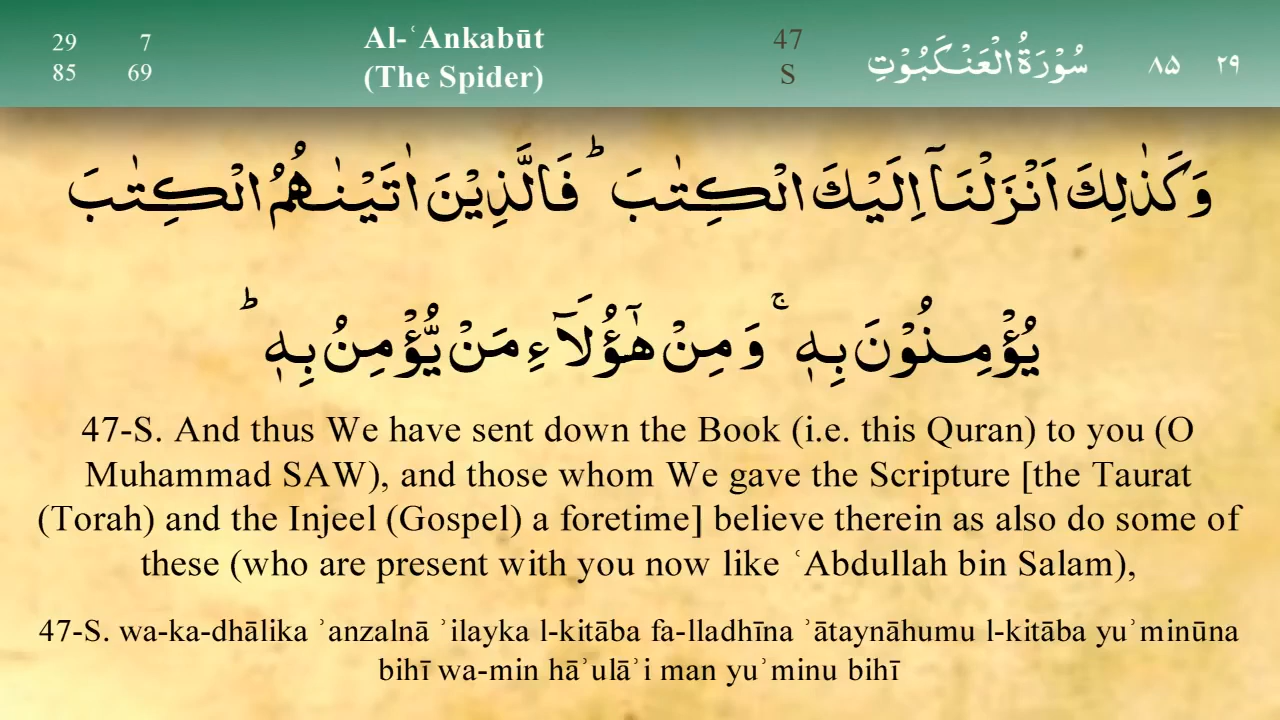 29 7
85 69
Al-ʿAnkabūt
(The Spider)
47
S
سُوْرَةُ الْعَنْكَبُوْتِ
٨٥ ٢٩
وَكَذٰلِكَ اَنْزَلْنَاۤ اِلَيْكَ الْكِتٰبَ ؕ فَالَّذِيْنَ اٰتَيْنٰهُمُ الْكِتٰبَ
يُؤْمِنُوْنَ بِهٖ ۚ وَمِنْ هٰۤؤُلَآءِ مَنْ يُّؤْمِنُ بِهٖ ؕ
47-S. And thus We have sent down the Book (i.e. this Quran) to you (O
Muhammad SAW), and those whom We gave the Scripture [the Taurat
(Torah) and the Injeel (Gospel) a foretime] believe therein as also do some of
these (who are present with you now like ʿAbdullah bin Salam),
47-S. wa-ka-dhālika ʾanzalnā ʾilayka l-kitāba fa-lladhīna ʾātaynāhumu l-kitāba yuʾminūna
bihī wa-min hāʾulāʾi man yuʾminu bihī